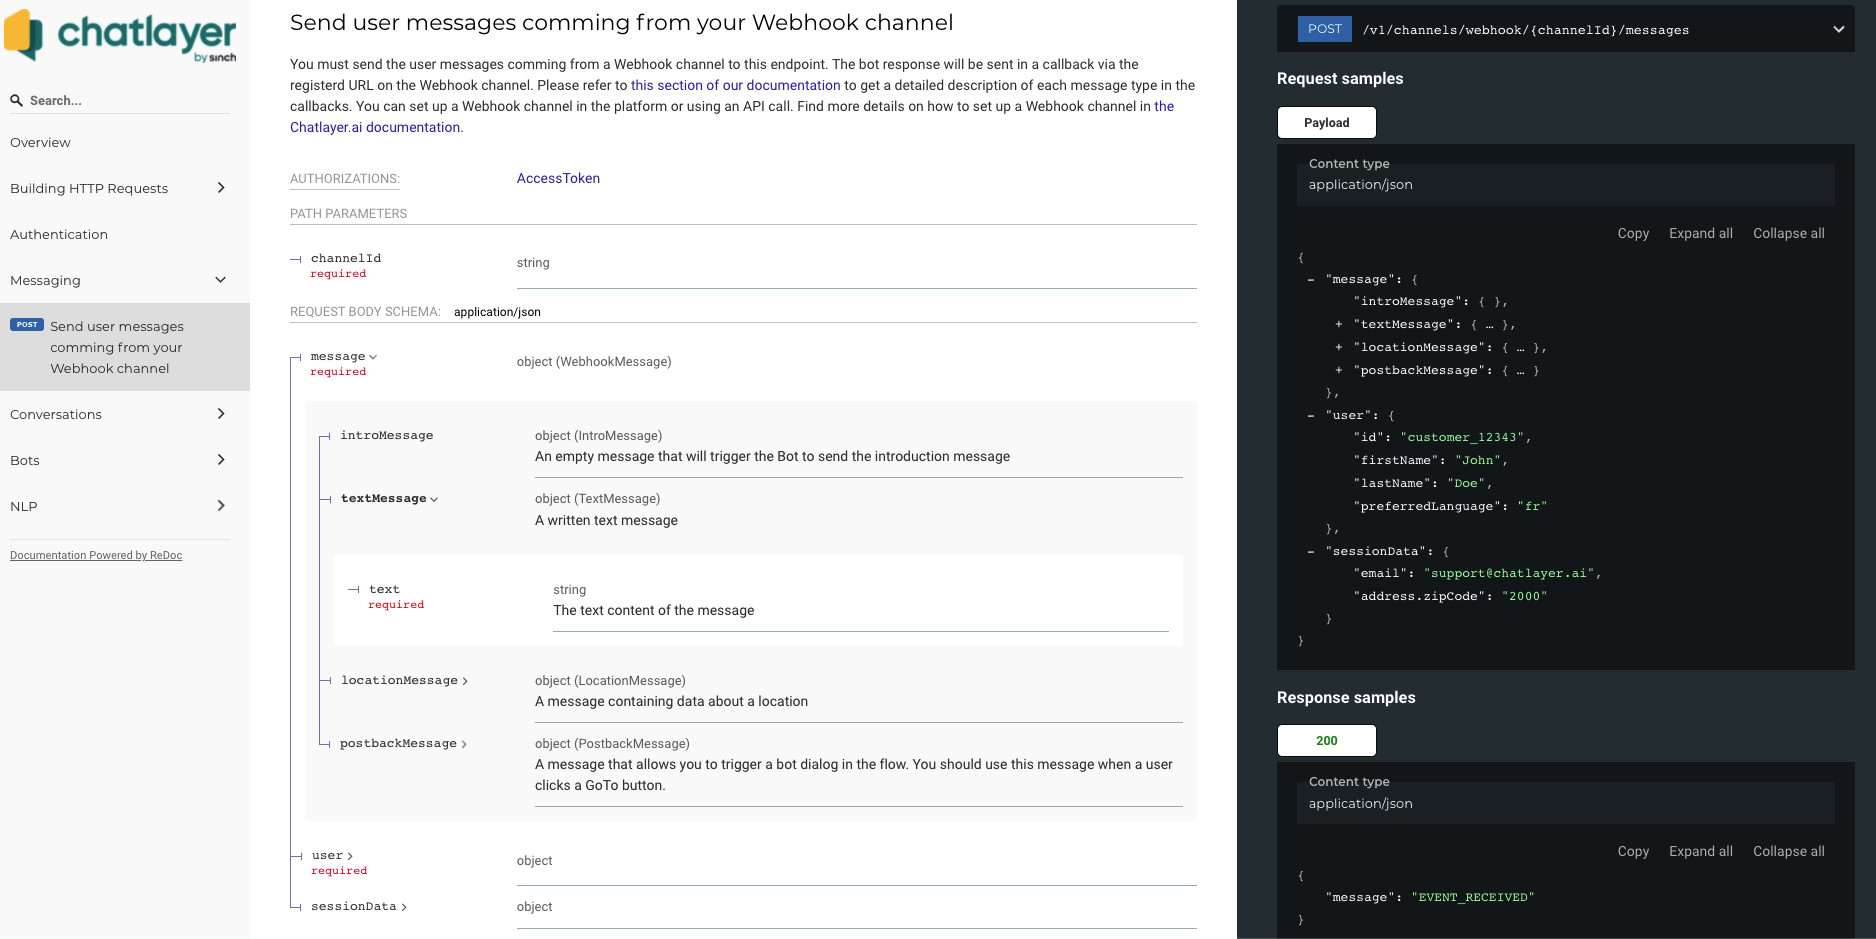 chatlayer
by sinch
Search...
Overview
Building HTTP Requests
Authentication
Messaging
POST Send user messages
comming from your
Webhook channel
Conversations
Bots
NLP
Documentation Powered by ReDoc
Send user messages comming from your Webhook channel
You must send the user messages comming from a Webhook channel to this endpoint. The bot response will be sent in a callback via the
registerd URL on the Webhook channel. Please refer to this section of our documentation to get a detailed description of each message type in the
callbacks. You can set up a Webhook channel in the platform or using an API call. Find more details on how to set up a Webhook channel in the
Chatlayer.ai documentation.
AUTHORIZATIONS: AccessToken
PATH PARAMETERS
channelId string
required
REQUEST BODY SCHEMA: application/json
message object (WebhookMessage)
required
introMessage object (IntroMessage)
An empty message that will trigger the Bot to send the introduction message
textMessage object (TextMessage)
A written text message
text string
required The text content of the message
locationMessage object (LocationMessage)
A message containing data about a location
postbackMessage object (PostbackMessage)
A message that allows you to trigger a bot dialog in the flow. You should use this message when a user
clicks a GoTo button.
user object
required
sessionData object
POST /v1/channels/webhook/{channelId}/messages
Request samples
Payload
Content type
application/json
Copy Expand all Collapse all
{
- "message": {
"introMessage": { },
+ "textMessage": { … },
+ "locationMessage": { … },
+ "postbackMessage": { … }
},
- "user": {
"id": "customer_12343",
"firstName": "John",
"lastName": "Doe",
"preferredLanguage": "fr"
},
- "sessionData": {
"email": "support@chatlayer.ai",
"address.zipCode": "2000"
}
}
Response samples
200
Content type
application/json
Copy Expand all Collapse all
{
"message": "EVENT_RECEIVED"
}